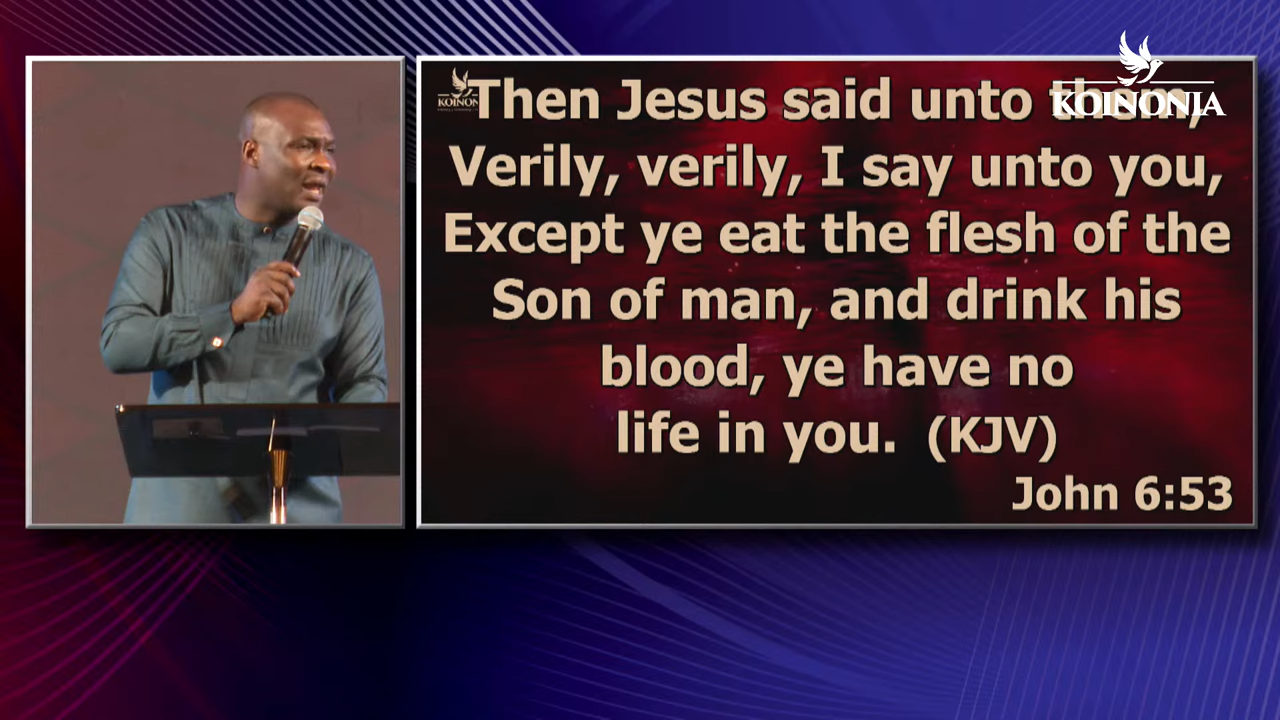 KOINONIA
Then Jesus said unto them,
Verily, verily, I say unto you,
Except ye eat the flesh of the
Son of man, and drink his
blood, ye have no
life in you. (KJV)
John 6:53